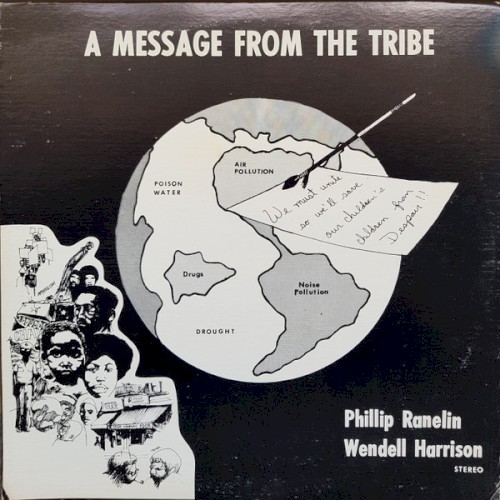 A MESSAGE FROM THE TRIBE
AIR
POLLUTION
POISON
WATER
We must unite
so we'll save
our children's
children from
Despair!!
Drugs
Noise
Pollution
DROUGHT
Phillip Ranelin
Wendell Harrison
STEREO